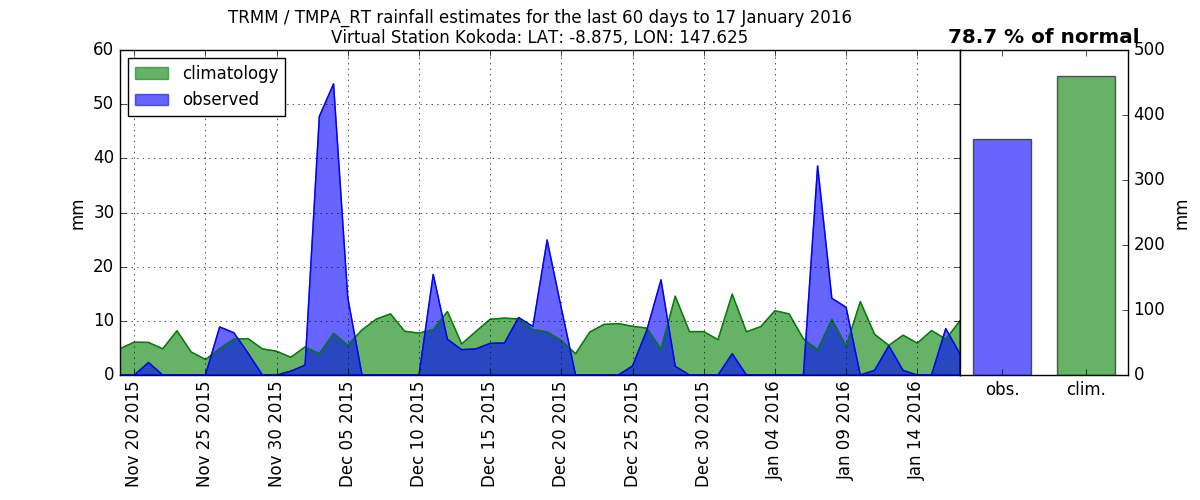 TRMM / TMPA_RT rainfall estimates for the last 60 days to 17 January 2016
Virtual Station Kokoda: LAT: -8.875, LON: 147.625
78.7 % of normal
climatology
observed
60
50
40
30
20
10
0
mm
Nov 20 2015
Nov 25 2015
Nov 30 2015
Dec 05 2015
Dec 10 2015
Dec 15 2015
Dec 20 2015
Dec 25 2015
Dec 30 2015
Jan 04 2016
Jan 09 2016
Jan 14 2016
obs.
clim.
500
400
300
200
100
0
mm